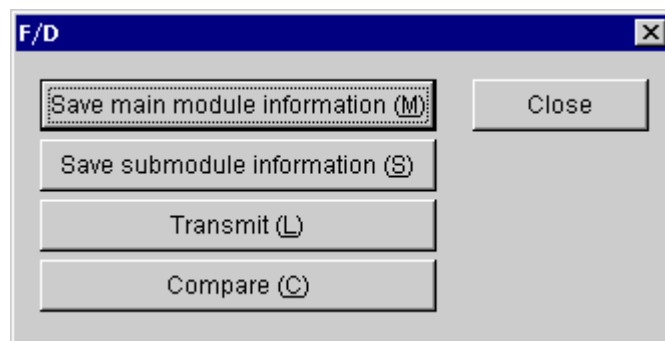 F/D
Save main module information (M)
Close
Save submodule information (S)
Transmit (L)
Compare (C)